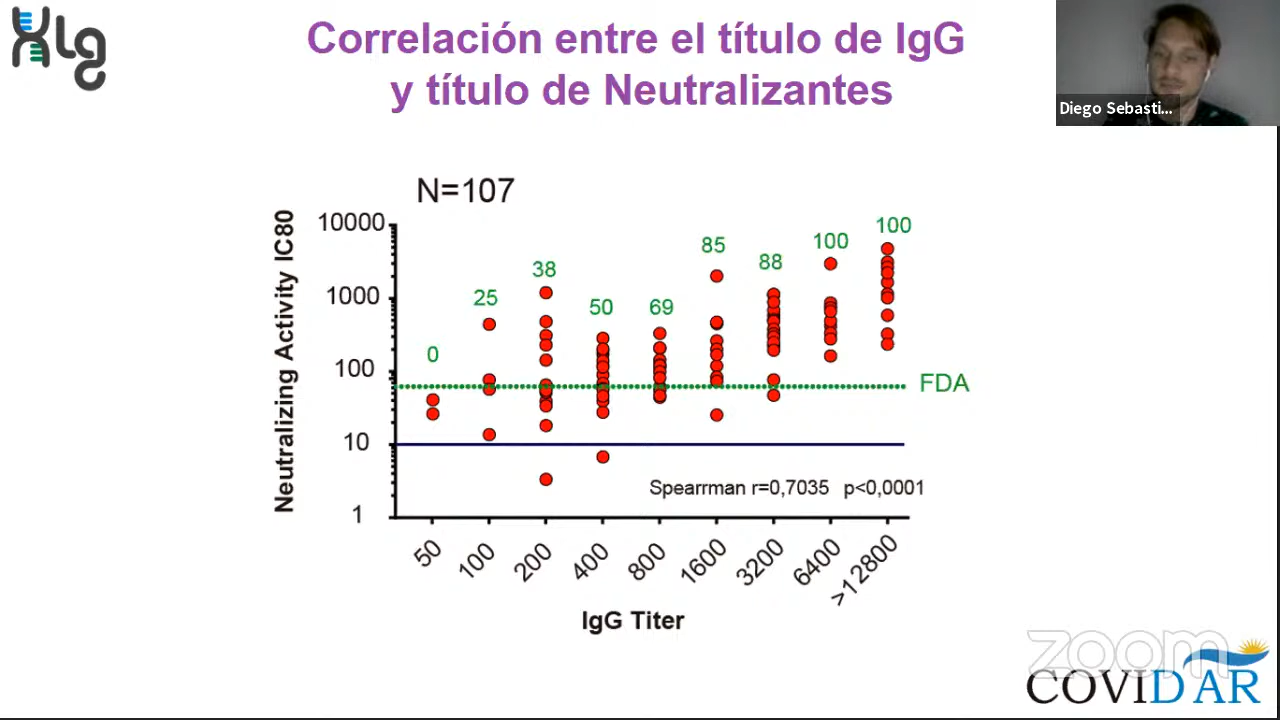 Xlg
Correlación entre el título de IgG
y título de Neutralizantes
Diego Sebasti...
N=107
Neutralizing Activity IC80
10000
1000
100
10
1
0
25
38
50
69
85
88
100
100
FDA
Spearrman r=0,7035 p<0,0001
50
100
200
400
800
1600
3200
6400
>12800
IgG Titer
zoom
COVIDAR